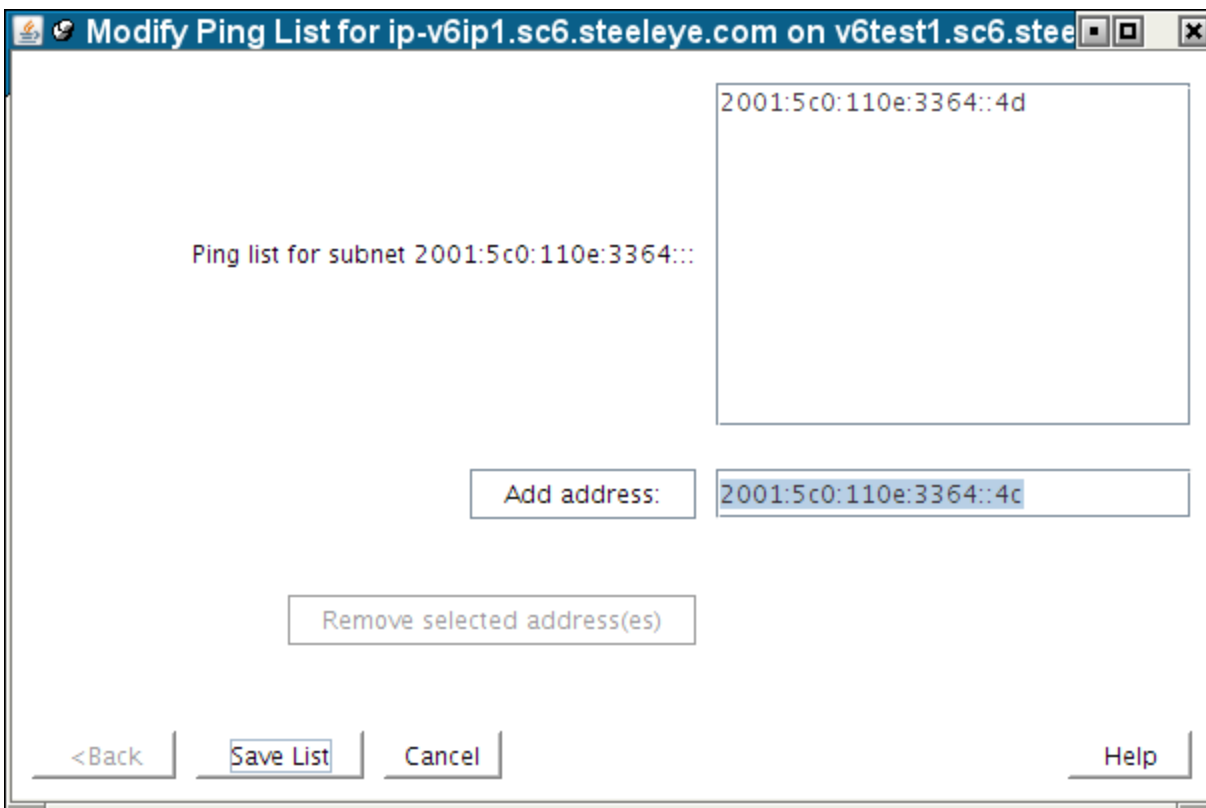 Modify Ping List for ip-v6ip1.sc6.steeleye.com on v6test1.sc6.stee
2001:5c0:110e:3364::4d
Ping list for subnet 2001:5c0:110e:3364:::
Add address:
2001:5c0:110e:3364::4c
Remove selected address(es)
<Back
Save List
Cancel
Help